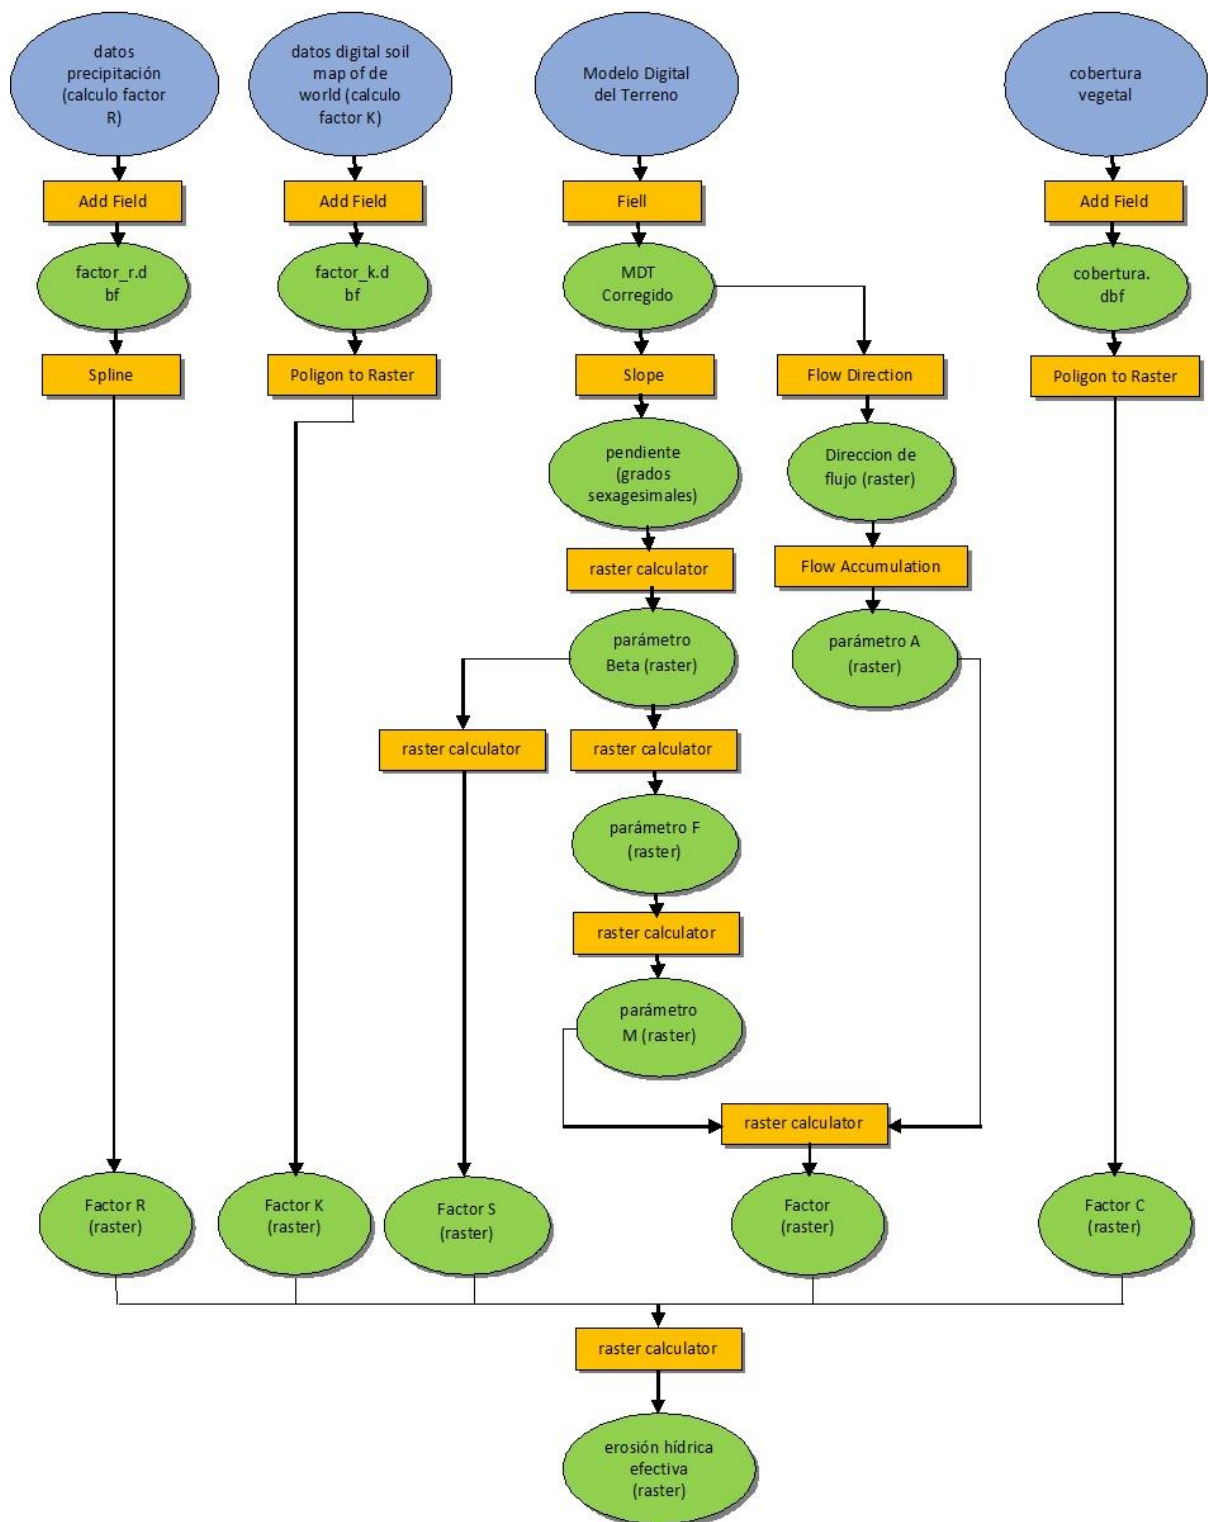 datos
precipitación
(calculo factor
R)
datos digital soil
map of de
world (calculo
factor K)
Modelo Digital
del Terreno
cobertura
vegetal
Add Field
Add Field
Fiell
Add Field
factor_r.d
bf
factor_k.d
bf
MDT
Corregido
cobertura.
dbf
Spline
Poligon to Raster
Slope
Flow Direction
Poligon to Raster
pendiente
(grados
sexagesimales)
Direccion de
flujo (raster)
raster calculator
Flow Accumulation
parámetro
Beta (raster)
parámetro A
(raster)
raster calculator
raster calculator
parámetro F
(raster)
raster calculator
parámetro
M (raster)
raster calculator
Factor R
(raster)
Factor K
(raster)
Factor S
(raster)
Factor
(raster)
Factor C
(raster)
raster calculator
erosión hídrica
efectiva
(raster)